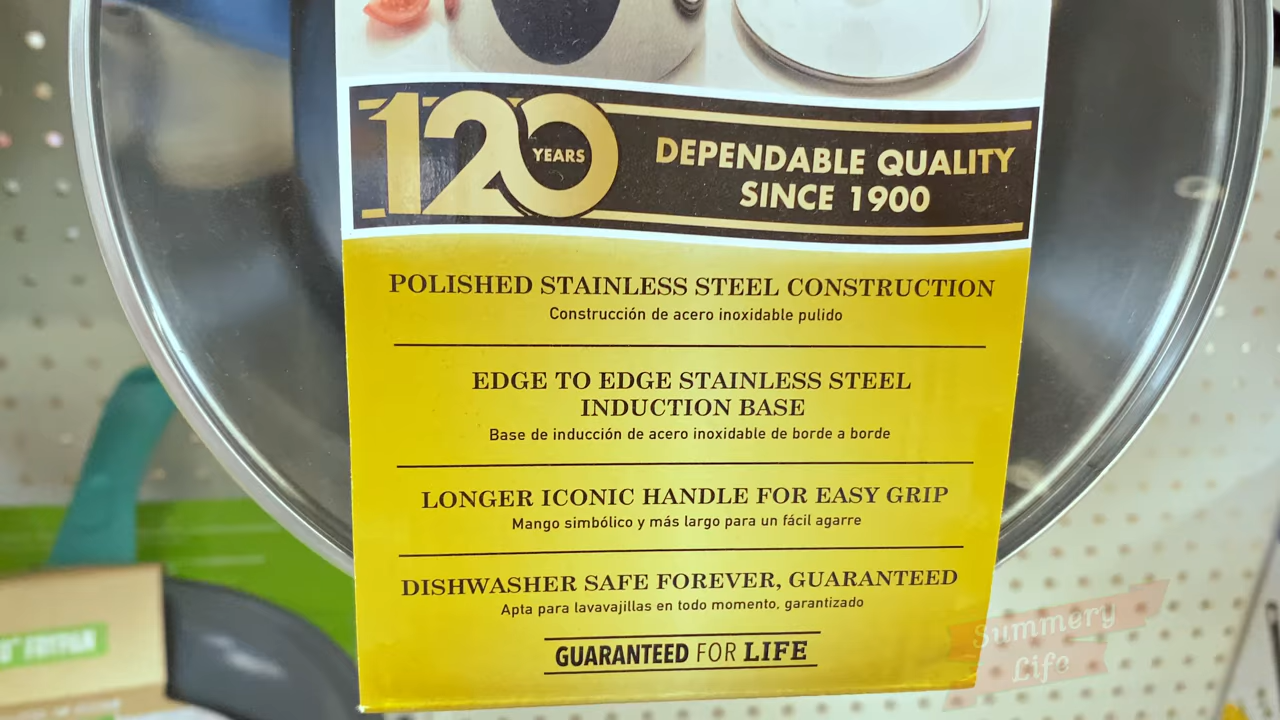 120
YEARS
DEPENDABLE QUALITY
SINCE 1900
POLISHED STAINLESS STEEL CONSTRUCTION
Construcción de acero inoxidable pulido
EDGE TO EDGE STAINLESS STEEL
INDUCTION BASE
Base de inducción de acero inoxidable de borde a borde
LONGER ICONIC HANDLE FOR EASY GRIP
Mango simbólico y más largo para un fácil agarre
DISHWASHER SAFE FOREVER, GUARANTEED
Apta para lavavajillas en todo momento, garantizado
GUARANTEED FOR LIFE
Summery
Life
FRYPAN